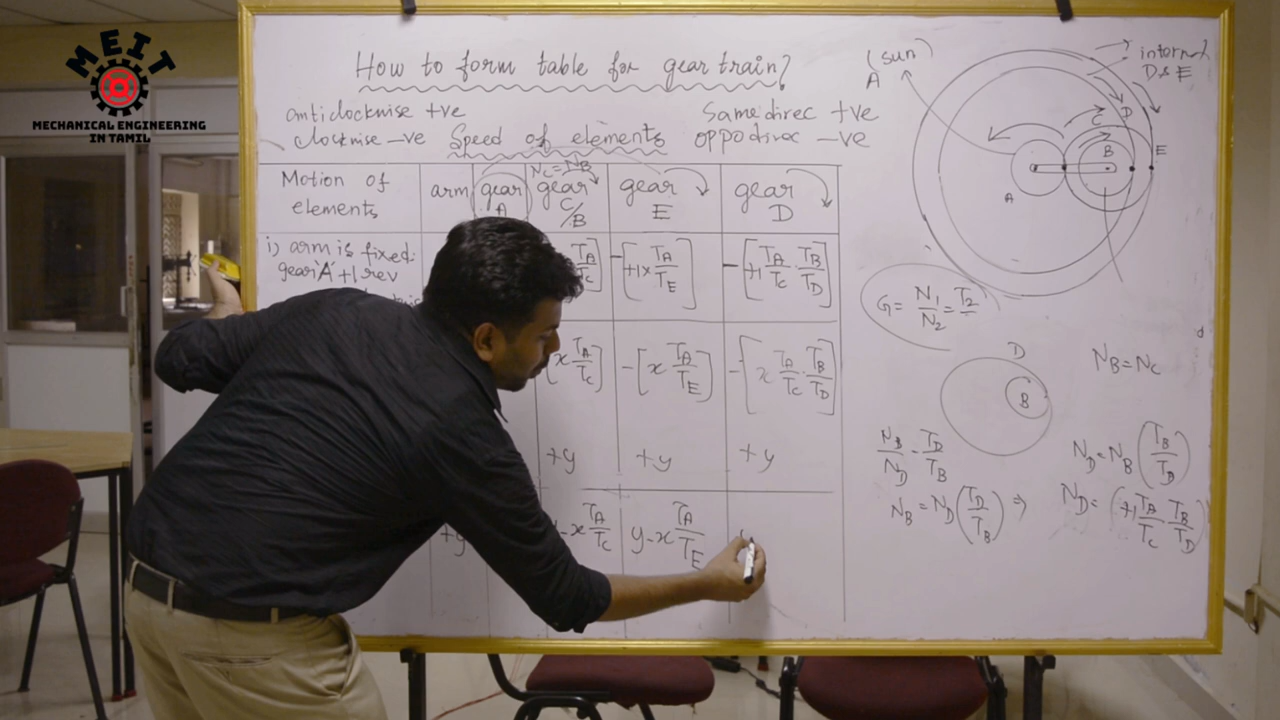 MEIT
MECHANICAL ENGINEERING
IN TAMIL
How to form table for gear train?
anticlockwise +ve
clockwise -ve
Speed of elements
Same direc +ve
oppo direc -ve
Motion of elements
arm
gear A
NC = NB
gear C/B
gear E
gear D
i) arm is fixed.
gear 'A' +1 rev
TA/TC]
-[+1x TA/TE]
-[+1 TA/TC . TB/TD]
[x TA/TC]
-[x TA/TE]
-[x TA/TC . TB/TD]
+y
+y
+y
+y
- x TA/TC
y - x TA/TE
(sun)
A
internal
D & E
C
D
B
E
A
G = N1/N2 = T2
D
B
NB = NC
NB/ND = TD/TB
NB = ND (TD/TB) ⇒
ND = NB (TB/TD)
ND = (+1 TA/TC . TB/TD)